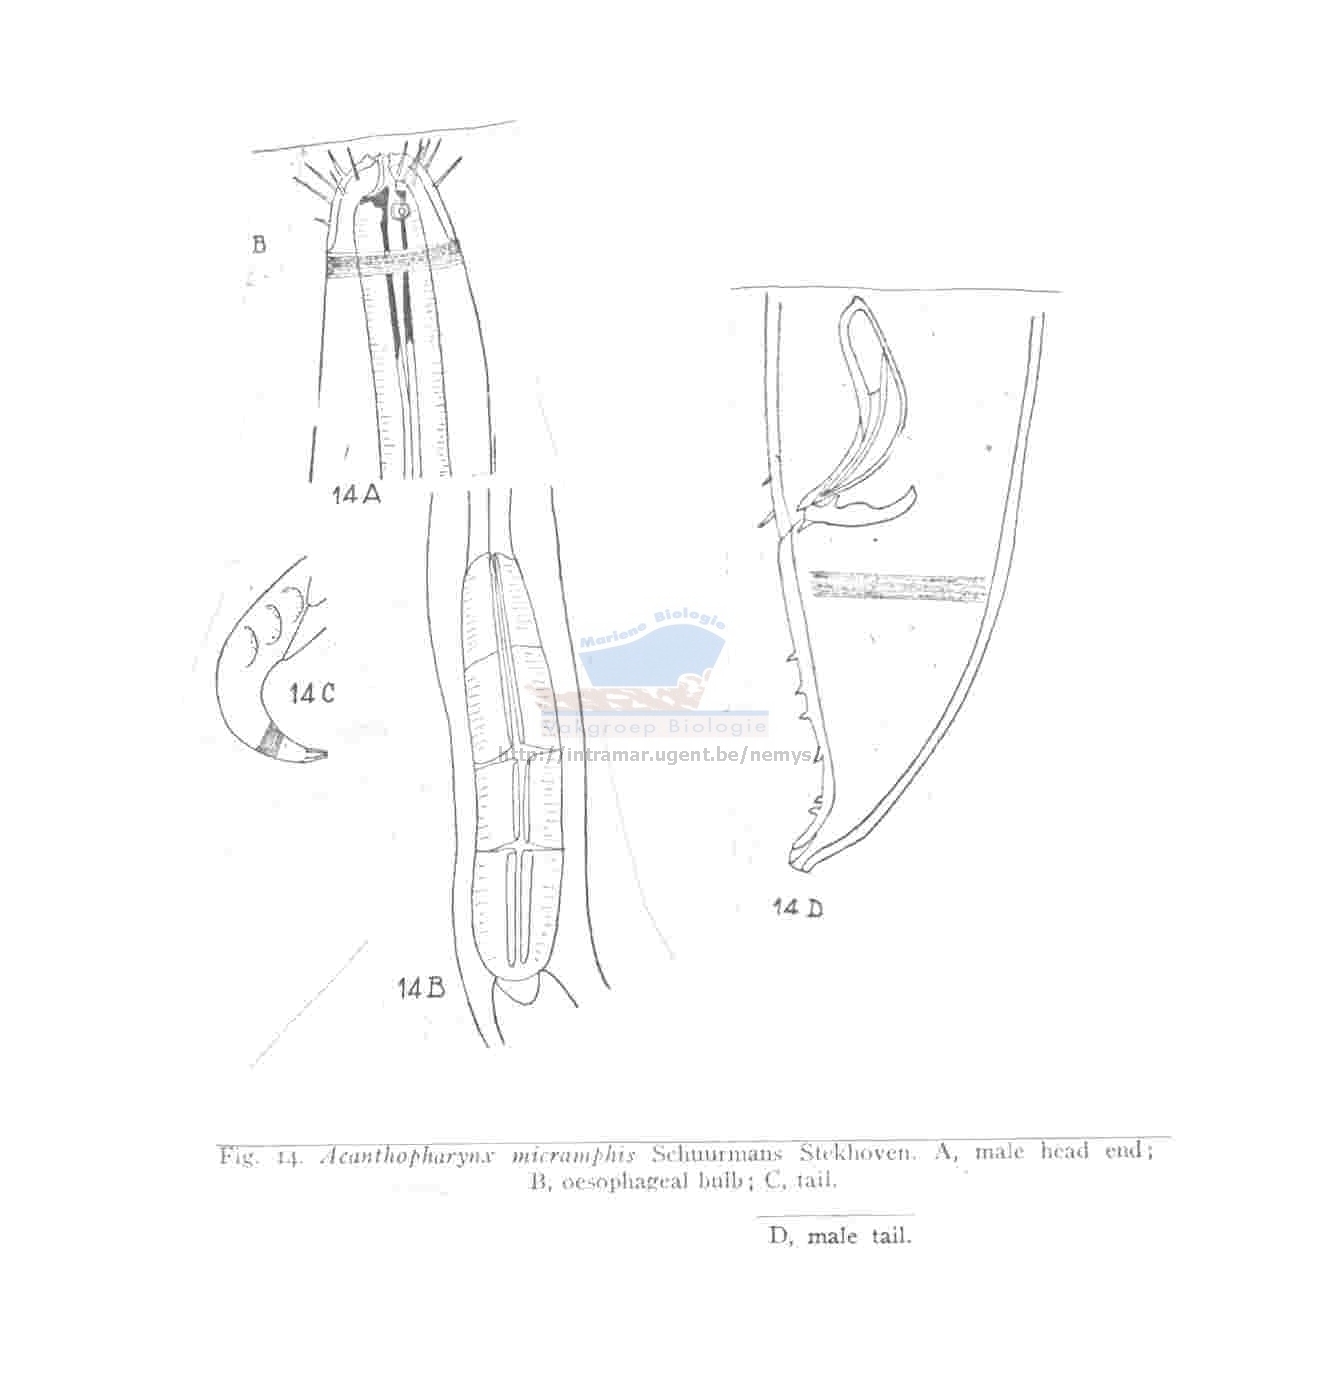 B
14 A
14 C
Mariene Biologie
Vakgroep Biologie
http://intramar.ugent.be/nemys
14 D
14 B
Fig. 14. Acanthopharynx micramphis Schuurmans Stekhoven. A, male head end;
B, oesophageal bulb; C, tail.
D, male tail.